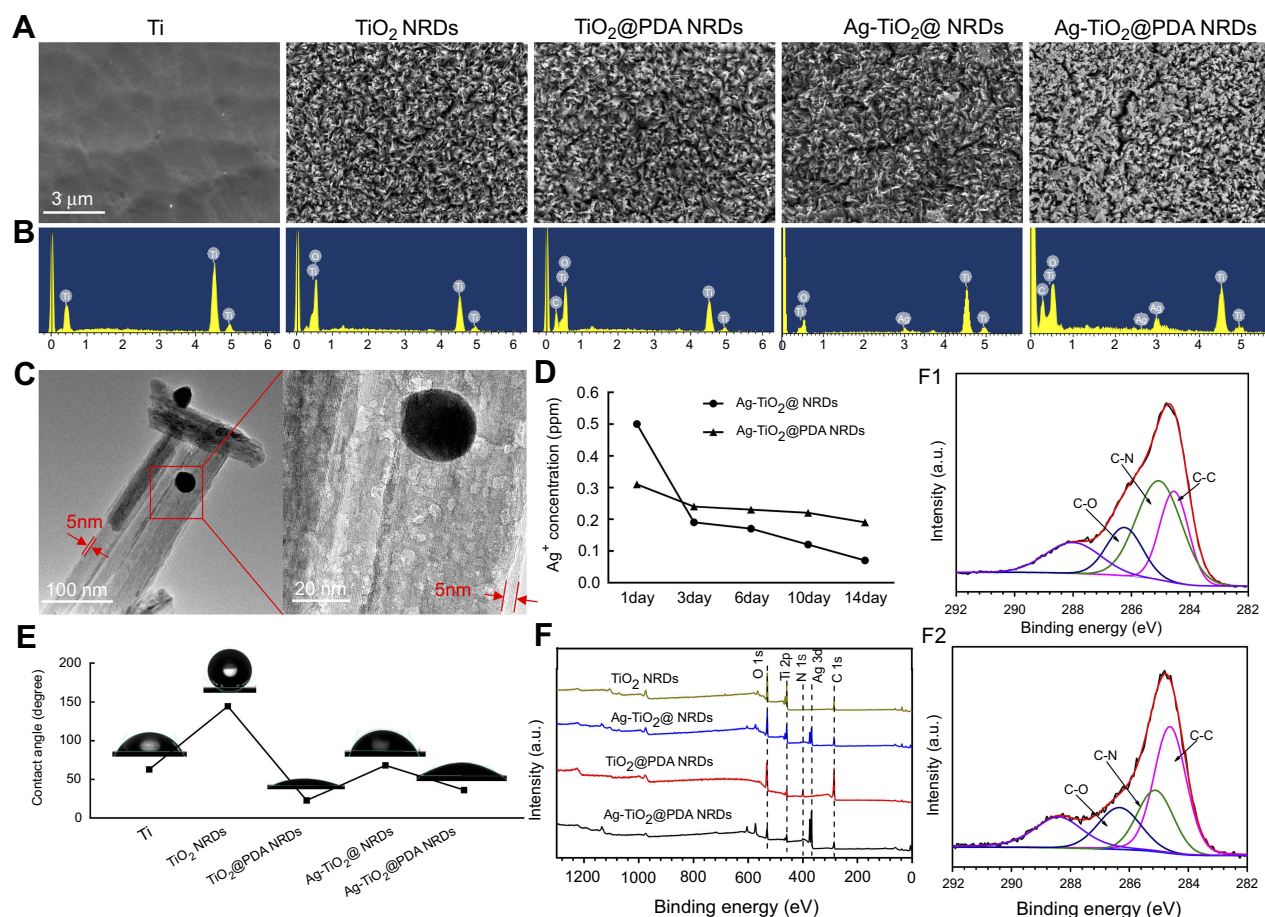 A
Ti
TiO2 NRDs
TiO2@PDA NRDs
Ag-TiO2@ NRDs
Ag-TiO2@PDA NRDs
3 μm
B
Ti Ti Ti
0 1 2 3 4 5 6
O Ti Ti Ti
0 1 2 3 4 5 6
C O Ti Ti Ti
0 1 2 3 4 5 6
O Ti Ag Ti Ti
0 1 2 3 4 5
C O Ti Ag Ag Ti Ti
0 1 2 3 4 5
C
5nm
100 nm
20 nm
5nm
D
Ag+ concentration (ppm)
0.6
0.5
0.4
0.3
0.2
0.1
0.0
Ag-TiO2@ NRDs
Ag-TiO2@PDA NRDs
1day 3day 6day 10day 14day
F1
Intensity (a.u.)
C-N
C-C
C-O
292 290 288 286 284 282
Binding energy (eV)
E
Contact angle (degree)
200
150
100
50
0
Ti
TiO2 NRDs
TiO2@PDA NRDs
Ag-TiO2@ NRDs
Ag-TiO2@PDA NRDs
F
Intensity (a.u.)
O 1s
Ti 2p
N 1s
Ag 3d
C 1s
TiO2 NRDs
Ag-TiO2@ NRDs
TiO2@PDA NRDs
Ag-TiO2@PDA NRDs
1200 1000 800 600 400 200 0
Binding energy (eV)
F2
Intensity (a.u.)
C-C
C-N
C-O
292 290 288 286 284 282
Binding energy (eV)